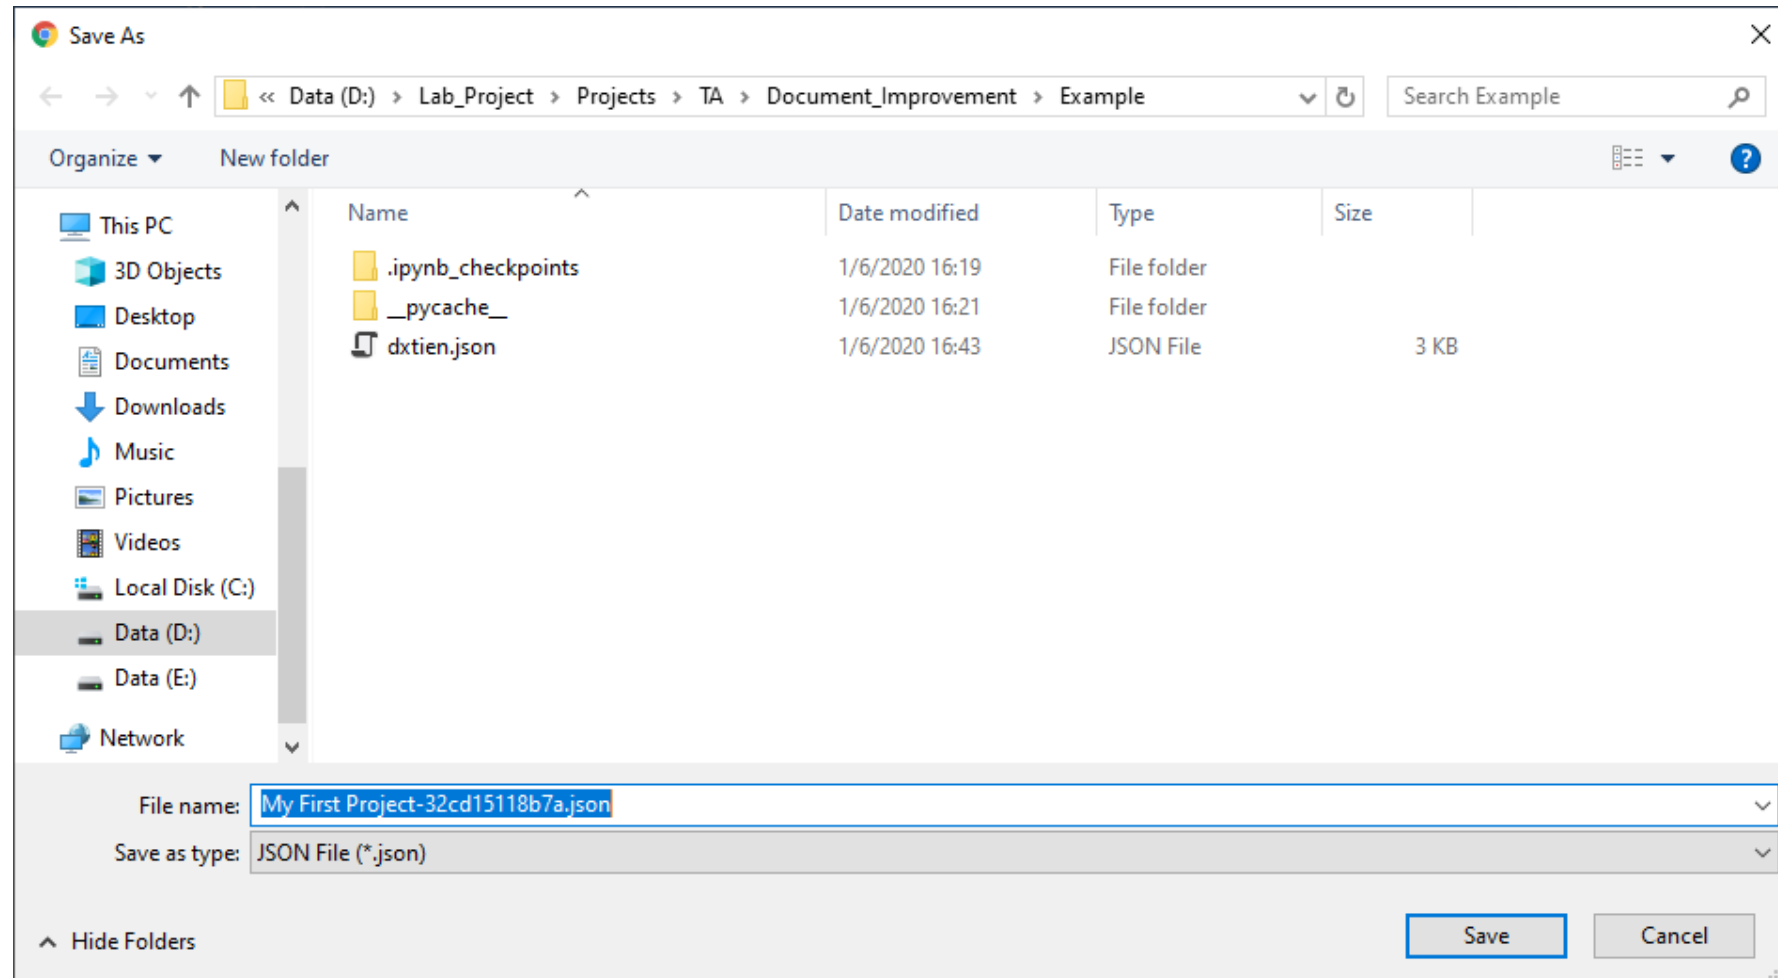 Save As
« Data (D:) > Lab_Project > Projects > TA > Document_Improvement > Example
Search Example
Organize
New folder
Name
Date modified
Type
Size
.ipynb_checkpoints 1/6/2020 16:19 File folder
__pycache__ 1/6/2020 16:21 File folder
dxtien.json 1/6/2020 16:43 JSON File 3 KB
This PC
3D Objects
Desktop
Documents
Downloads
Music
Pictures
Videos
Local Disk (C:)
Data (D:)
Data (E:)
Network
File name: My First Project-32cd15118b7a.json
Save as type: JSON File (*.json)
Hide Folders
Save
Cancel